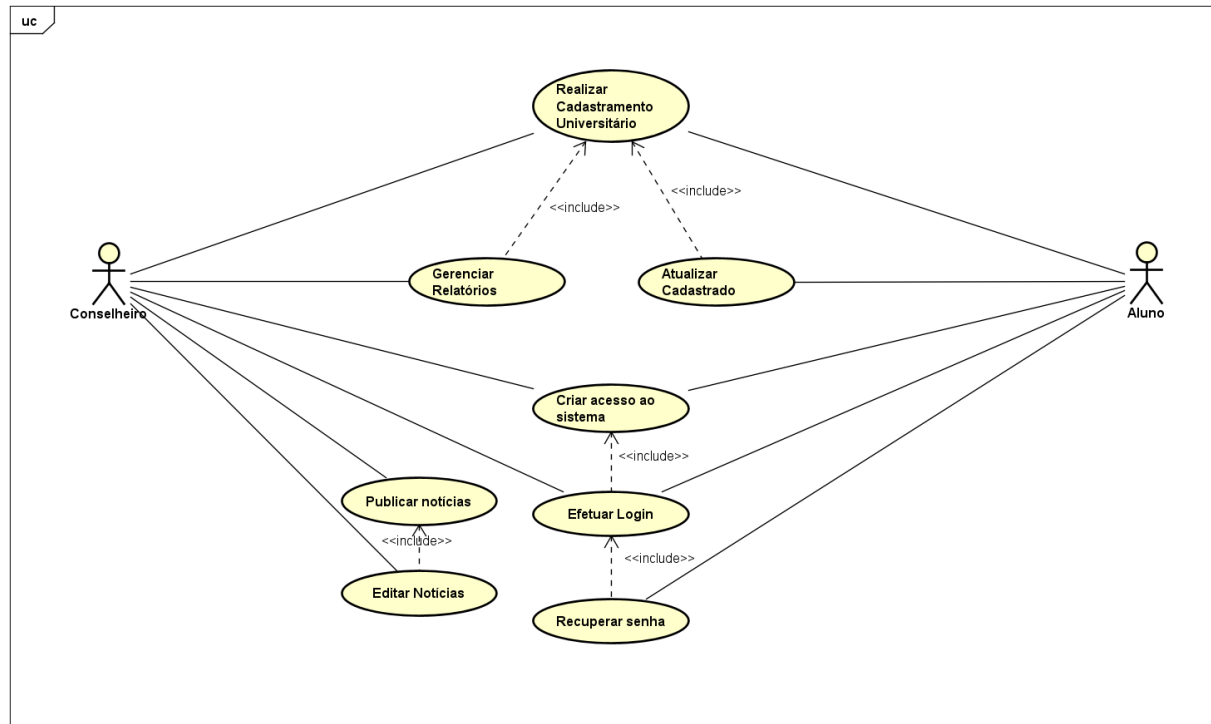 uc
Realizar
Cadastramento
Universitário
<<include>>
<<include>>
Conselheiro
Gerenciar
Relatórios
Atualizar
Cadastrado
Aluno
Criar acesso ao
sistema
<<include>>
Publicar notícias
Efetuar Login
<<include>>
<<include>>
Editar Notícias
Recuperar senha